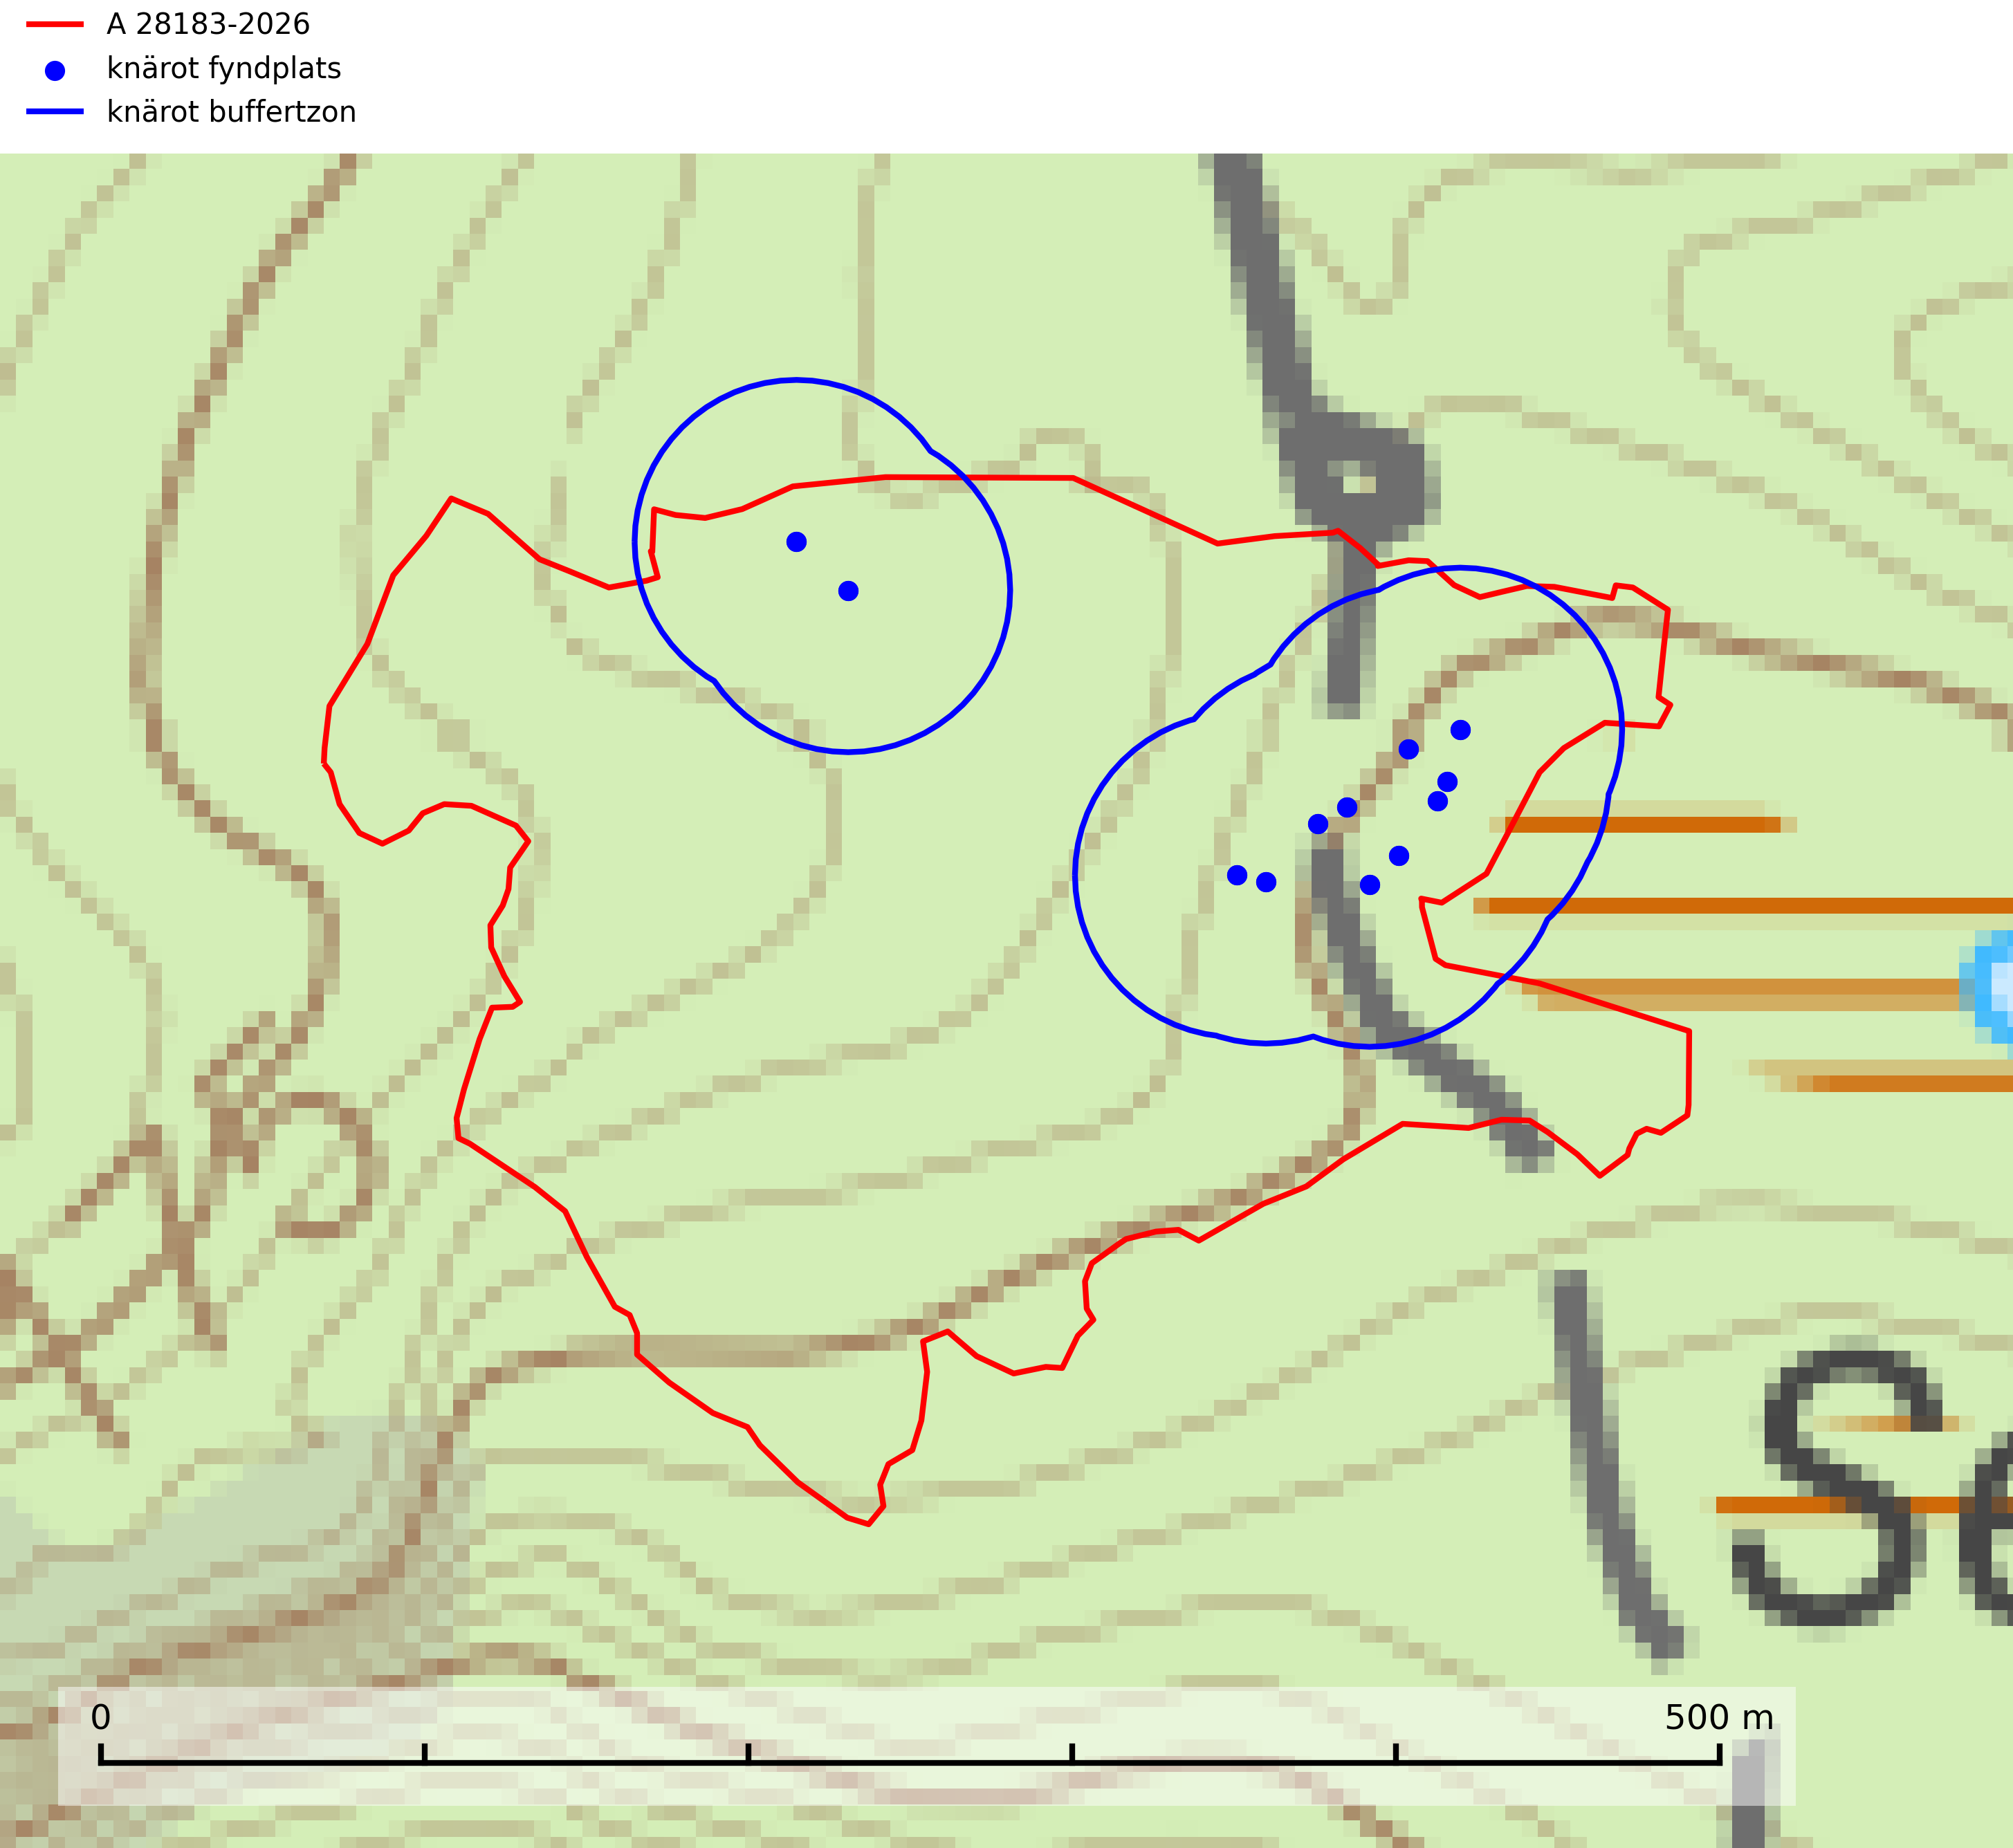 A 28183-2026
knärot fyndplats
knärot buffertzon
0
500 m